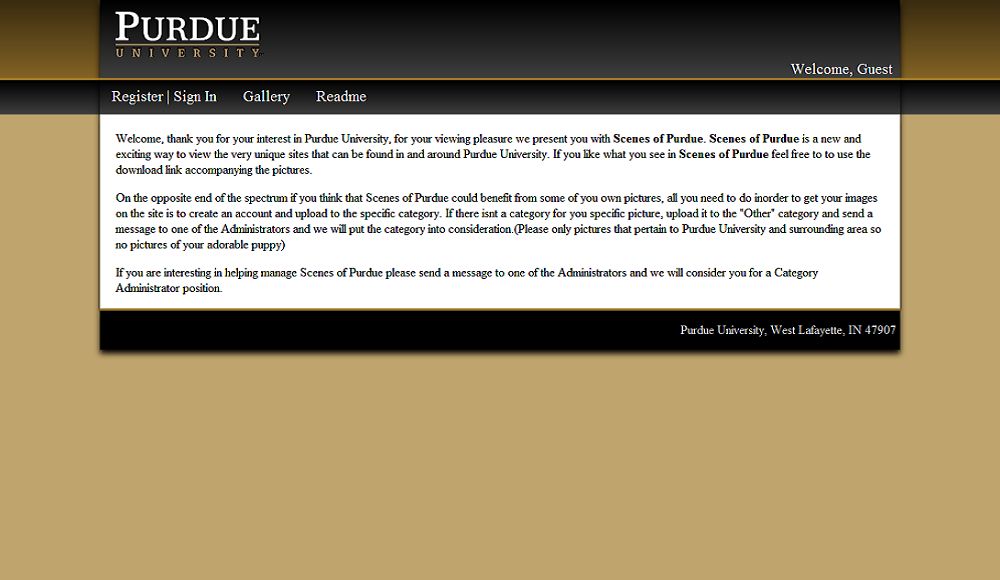 PURDUE
UNIVERSITY
Welcome, Guest
Register | Sign In Gallery Readme
Welcome, thank you for your interest in Purdue University, for your viewing pleasure we present you with Scenes of Purdue. Scenes of Purdue is a new and
exciting way to view the very unique sites that can be found in and around Purdue University. If you like what you see in Scenes of Purdue feel free to to use the
download link accompanying the pictures.
On the opposite end of the spectrum if you think that Scenes of Purdue could benefit from some of you own pictures, all you need to do inorder to get your images
on the site is to create an account and upload to the specific category. If there isnt a category for you specific picture, upload it to the "Other" category and send a
message to one of the Administrators and we will put the category into consideration.(Please only pictures that pertain to Purdue University and surrounding area so
no pictures of your adorable puppy)
If you are interesting in helping manage Scenes of Purdue please send a message to one of the Administrators and we will consider you for a Category
Administrator position.
Purdue University, West Lafayette, IN 47907